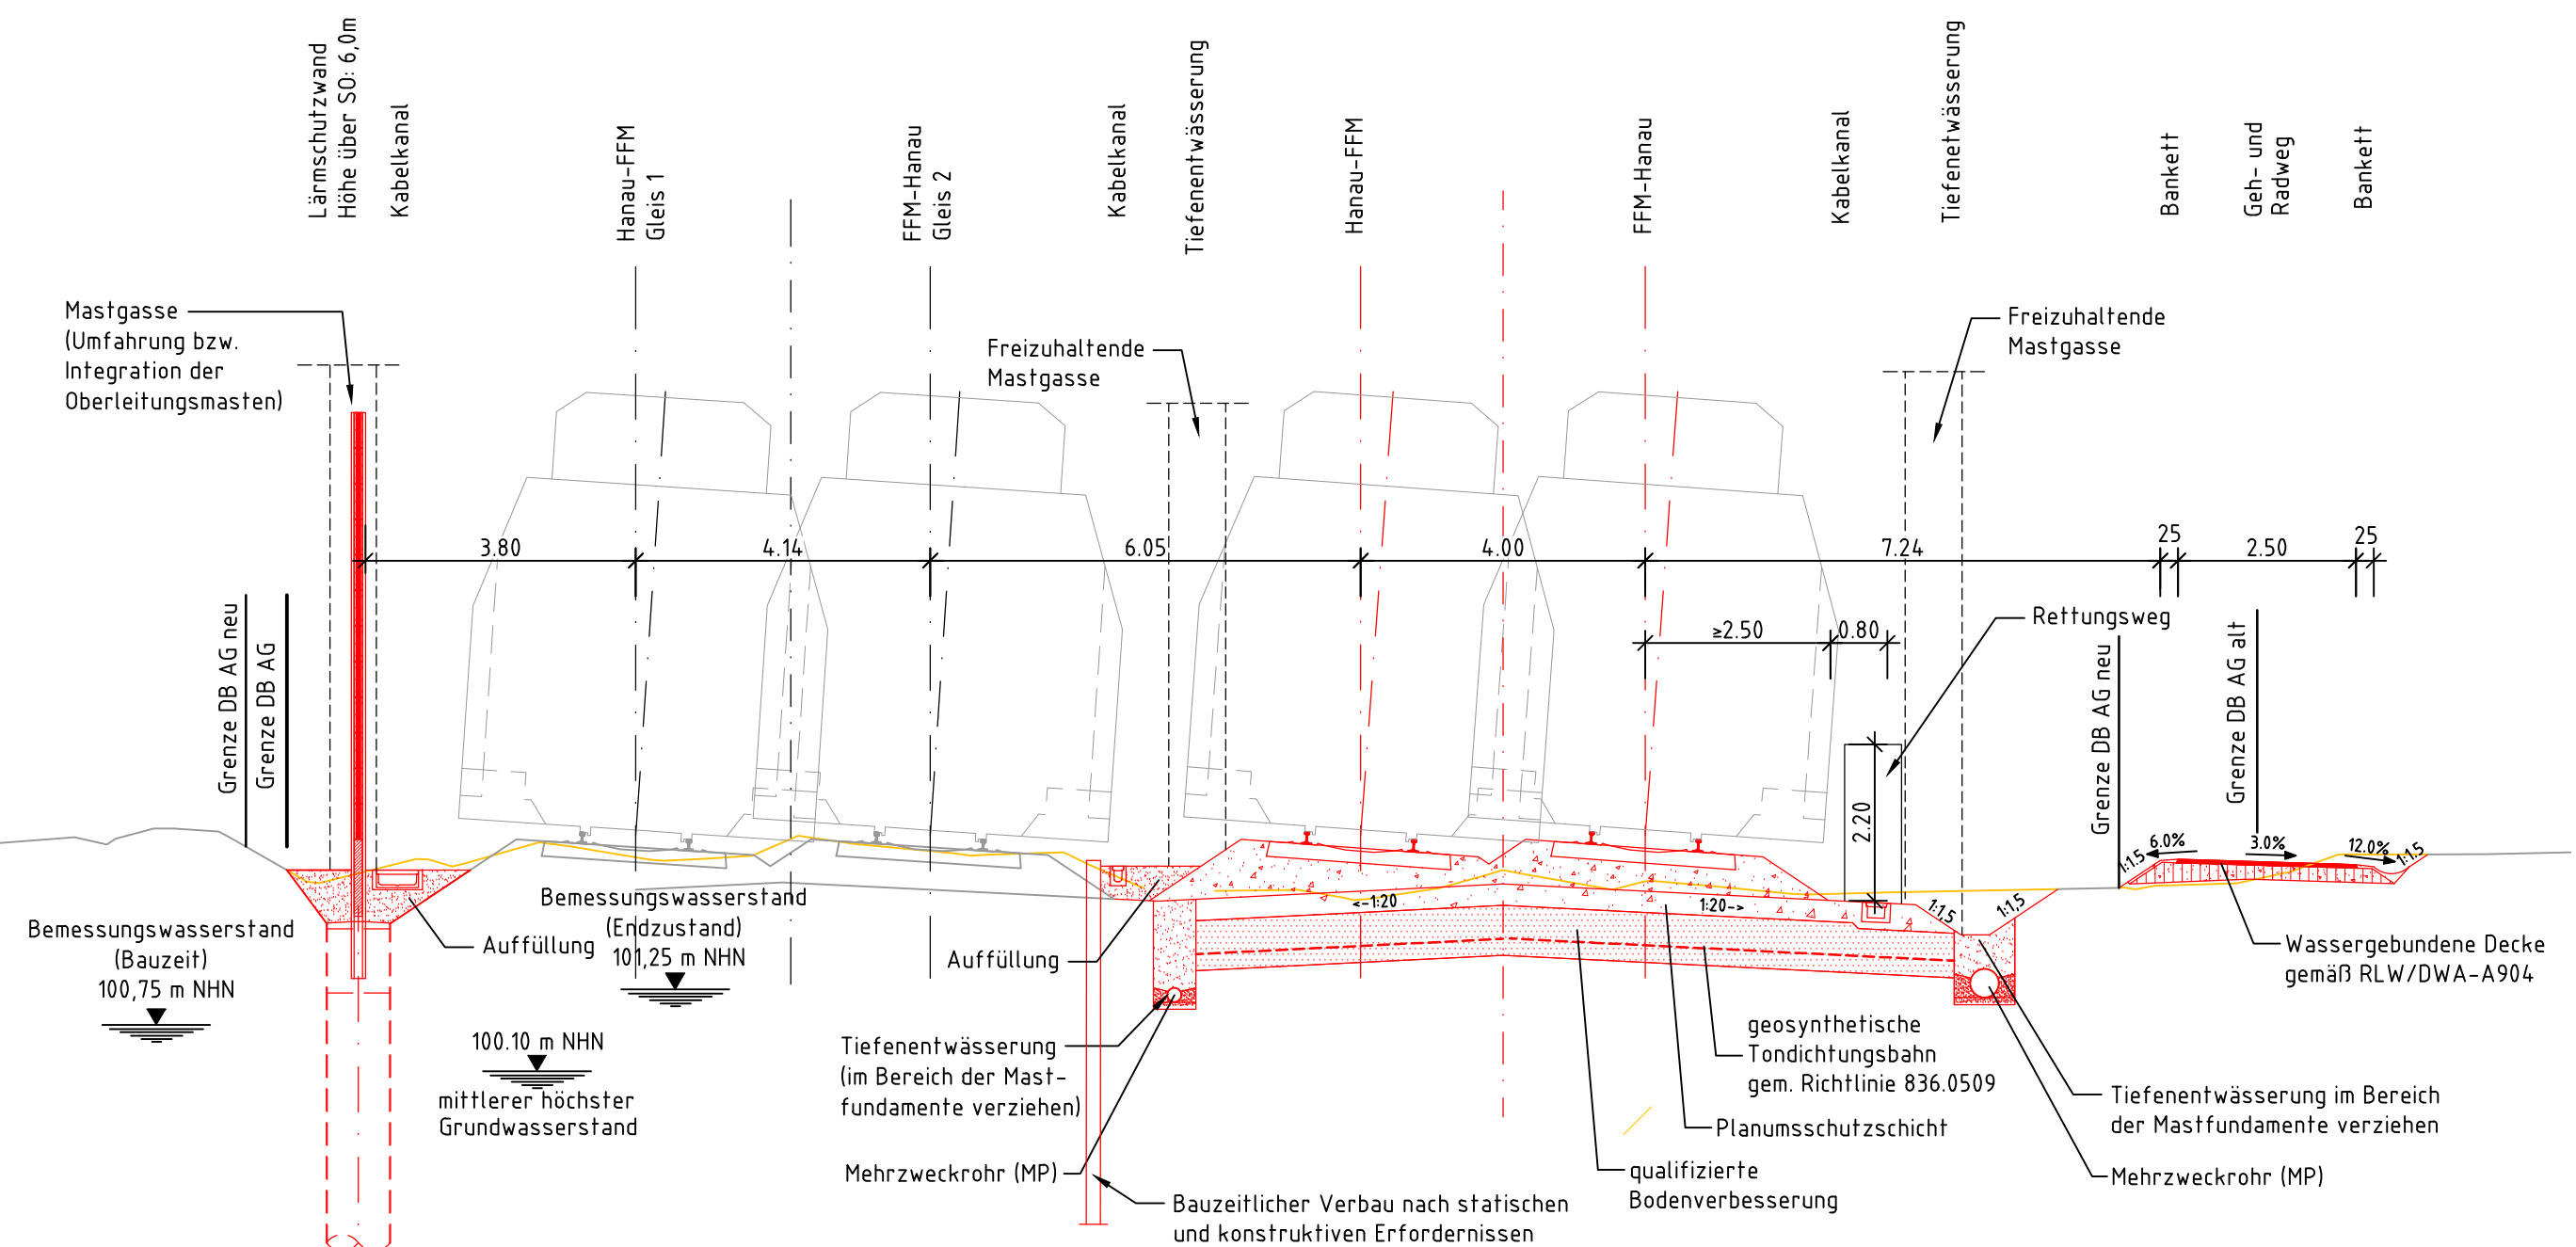 Lärmschutzwand
Höhe über SO: 6,0m
Kabelkanal
Hanau-FFM
Gleis 1
FFM-Hanau
Gleis 2
Kabelkanal
Tiefenentwässerung
Hanau-FFM
FFM-Hanau
Kabelkanal
Tiefenetwässerung
Bankett
Geh- und
Radweg
Bankett
Mastgasse
(Umfahrung bzw.
Integration der
Oberleitungsmasten)
Freizuhaltende
Mastgasse
Freizuhaltende
Mastgasse
3.80
4.14
6.05
4.00
7.24
25
2.50
25
≥2.50
0.80
Rettungsweg
2.20
Grenze DB AG neu
Grenze DB AG
Grenze DB AG neu
Grenze DB AG alt
1:1.5
6.0%
3.0%
12.0%
1:1.5
<-1:20
1:20->
1:1,5
1:1,5
Bemessungswasserstand
(Bauzeit)
100,75 m NHN
Auffüllung
Bemessungswasserstand
(Endzustand)
101,25 m NHN
100.10 m NHN
mittlerer höchster
Grundwasserstand
Auffüllung
Tiefenentwässerung
(im Bereich der Mast-
fundamente verziehen)
Mehrzweckrohr (MP)
Bauzeitlicher Verbau nach statischen
und konstruktiven Erfordernissen
geosynthetische
Tondichtungsbahn
gem. Richtlinie 836.0509
Planumsschutzschicht
qualifizierte
Bodenverbesserung
Wassergebundene Decke
gemäß RLW/DWA-A904
Tiefenentwässerung im Bereich
der Mastfundamente verziehen
Mehrzweckrohr (MP)